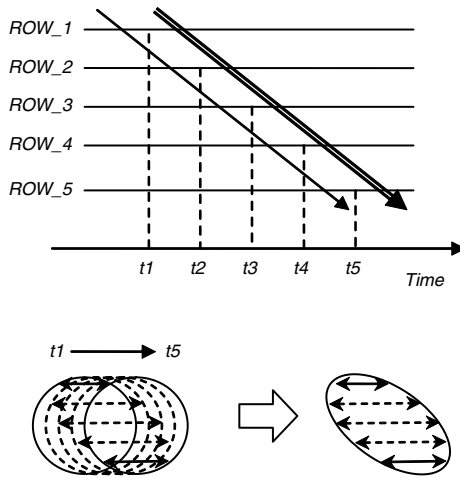 ROW_1
ROW_2
ROW_3
ROW_4
ROW_5
t1 t2 t3 t4 t5
Time
t1 t5